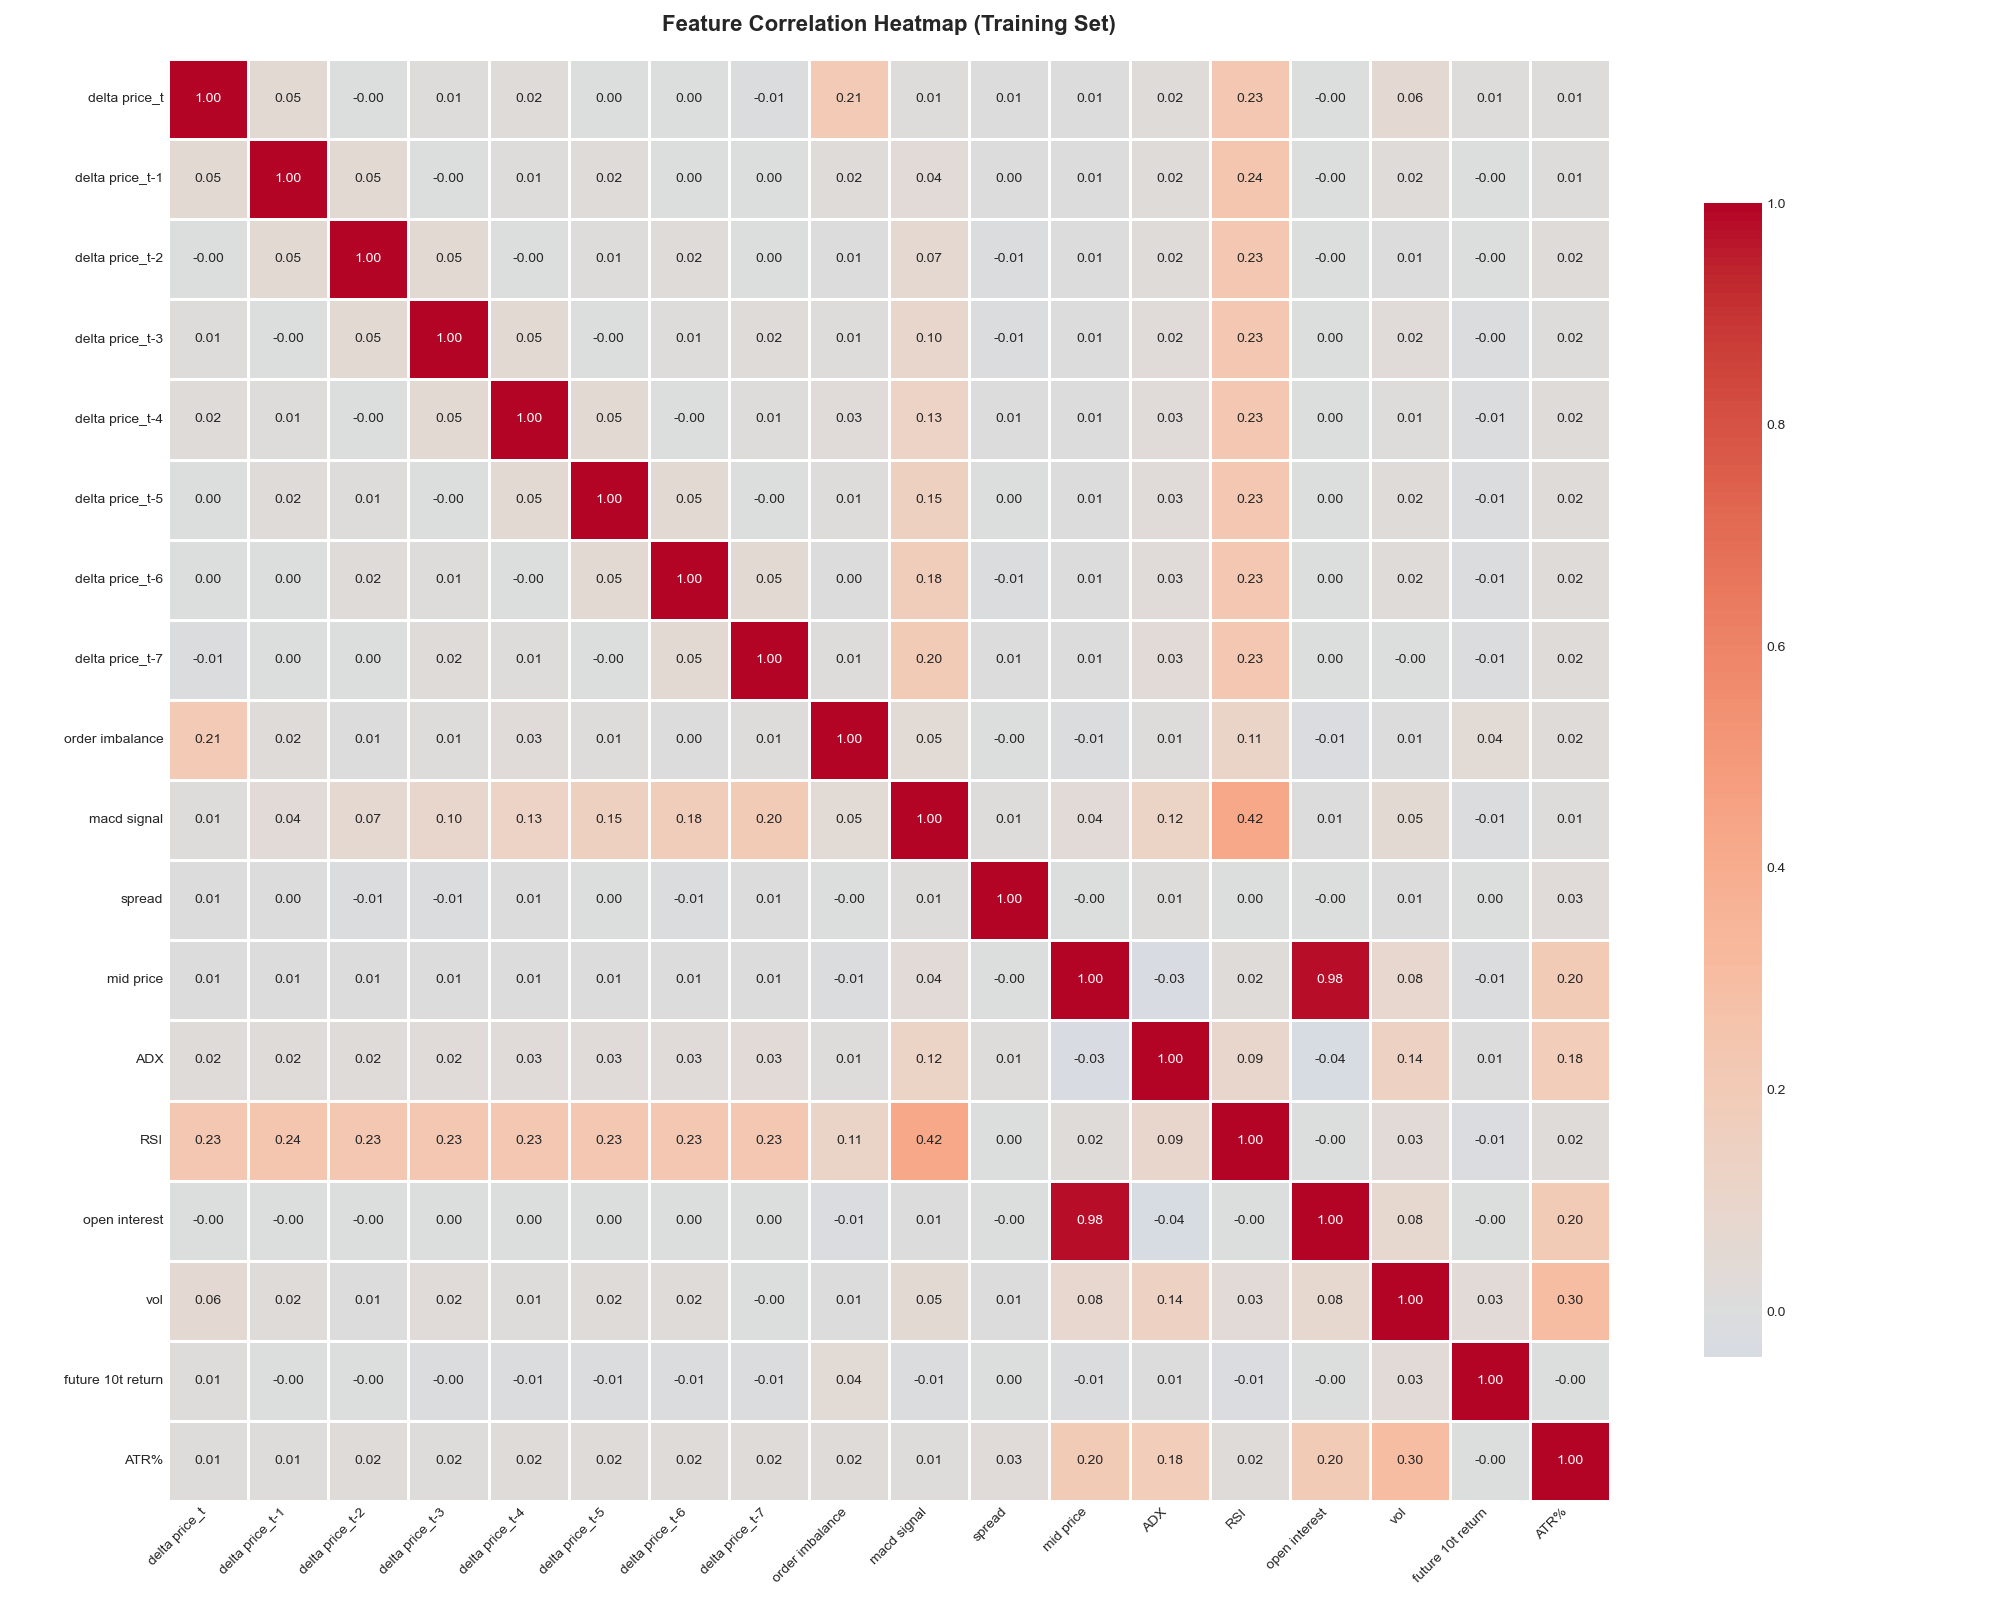 Feature Correlation Heatmap (Training Set)
delta price_t 1.00 0.05 -0.00 0.01 0.02 0.00 0.00 -0.01 0.21 0.01 0.01 0.01 0.02 0.23 -0.00 0.06 0.01 0.01
delta price_t-1 0.05 1.00 0.05 -0.00 0.01 0.02 0.00 0.00 0.02 0.04 0.00 0.01 0.02 0.24 -0.00 0.02 -0.00 0.01
delta price_t-2 -0.00 0.05 1.00 0.05 -0.00 0.01 0.02 0.00 0.01 0.07 -0.01 0.01 0.02 0.23 -0.00 0.01 -0.00 0.02
delta price_t-3 0.01 -0.00 0.05 1.00 0.05 -0.00 0.01 0.02 0.01 0.10 -0.01 0.01 0.02 0.23 0.00 0.02 -0.00 0.02
delta price_t-4 0.02 0.01 -0.00 0.05 1.00 0.05 -0.00 0.01 0.03 0.13 0.01 0.01 0.03 0.23 0.00 0.01 -0.01 0.02
delta price_t-5 0.00 0.02 0.01 -0.00 0.05 1.00 0.05 -0.00 0.01 0.15 0.00 0.01 0.03 0.23 0.00 0.02 -0.01 0.02
delta price_t-6 0.00 0.00 0.02 0.01 -0.00 0.05 1.00 0.05 0.00 0.18 -0.01 0.01 0.03 0.23 0.00 0.02 -0.01 0.02
delta price_t-7 -0.01 0.00 0.00 0.02 0.01 -0.00 0.05 1.00 0.01 0.20 0.01 0.01 0.03 0.23 0.00 -0.00 -0.01 0.02
order imbalance 0.21 0.02 0.01 0.01 0.03 0.01 0.00 0.01 1.00 0.05 -0.00 -0.01 0.01 0.11 -0.01 0.01 0.04 0.02
macd signal 0.01 0.04 0.07 0.10 0.13 0.15 0.18 0.20 0.05 1.00 0.01 0.04 0.12 0.42 0.01 0.05 -0.01 0.01
spread 0.01 0.00 -0.01 -0.01 0.01 0.00 -0.01 0.01 -0.00 0.01 1.00 -0.00 0.01 0.00 -0.00 0.01 0.00 0.03
mid price 0.01 0.01 0.01 0.01 0.01 0.01 0.01 0.01 -0.01 0.04 -0.00 1.00 -0.03 0.02 0.98 0.08 -0.01 0.20
ADX 0.02 0.02 0.02 0.02 0.03 0.03 0.03 0.03 0.01 0.12 0.01 -0.03 1.00 0.09 -0.04 0.14 0.01 0.18
RSI 0.23 0.24 0.23 0.23 0.23 0.23 0.23 0.23 0.11 0.42 0.00 0.02 0.09 1.00 -0.00 0.03 -0.01 0.02
open interest -0.00 -0.00 -0.00 0.00 0.00 0.00 0.00 0.00 -0.01 0.01 -0.00 0.98 -0.04 -0.00 1.00 0.08 -0.00 0.20
vol 0.06 0.02 0.01 0.02 0.01 0.02 0.02 -0.00 0.01 0.05 0.01 0.08 0.14 0.03 0.08 1.00 0.03 0.30
future 10t return 0.01 -0.00 -0.00 -0.00 -0.01 -0.01 -0.01 -0.01 0.04 -0.01 0.00 -0.01 0.01 -0.01 -0.00 0.03 1.00 -0.00
ATR% 0.01 0.01 0.02 0.02 0.02 0.02 0.02 0.02 0.02 0.01 0.03 0.20 0.18 0.02 0.20 0.30 -0.00 1.00
delta price_t delta price_t-1 delta price_t-2 delta price_t-3 delta price_t-4 delta price_t-5 delta price_t-6 delta price_t-7 order imbalance macd signal spread mid price ADX RSI open interest vol future 10t return ATR%
1.0
0.8
0.6
0.4
0.2
0.0